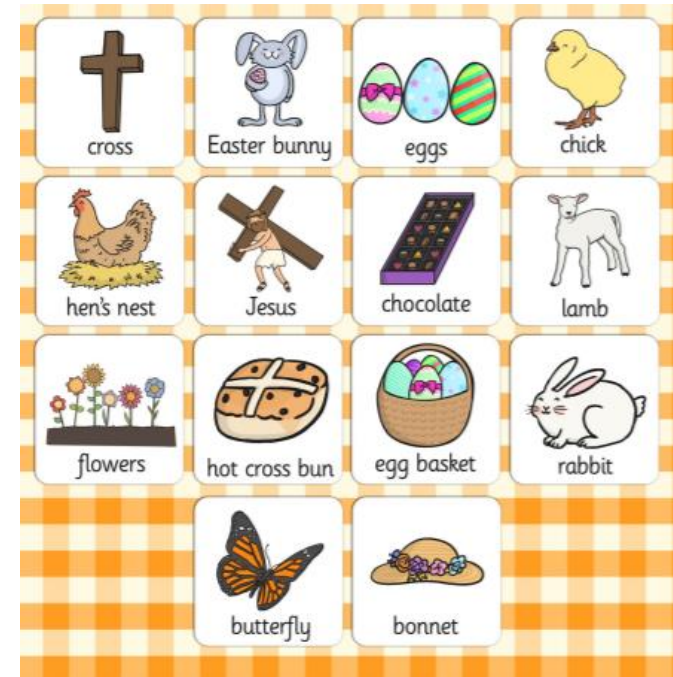 cross
Easter bunny
eggs
chick
hen's nest
Jesus
chocolate
lamb
flowers
hot cross bun
egg basket
rabbit
butterfly
bonnet